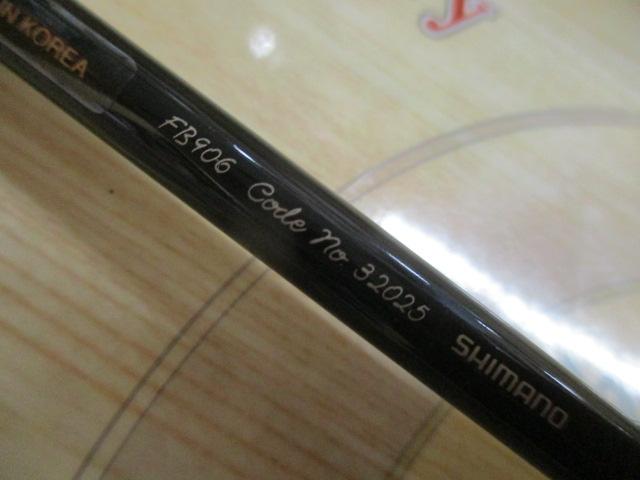 IN KOREA
FB906 Code No. 32025 SHIMANO